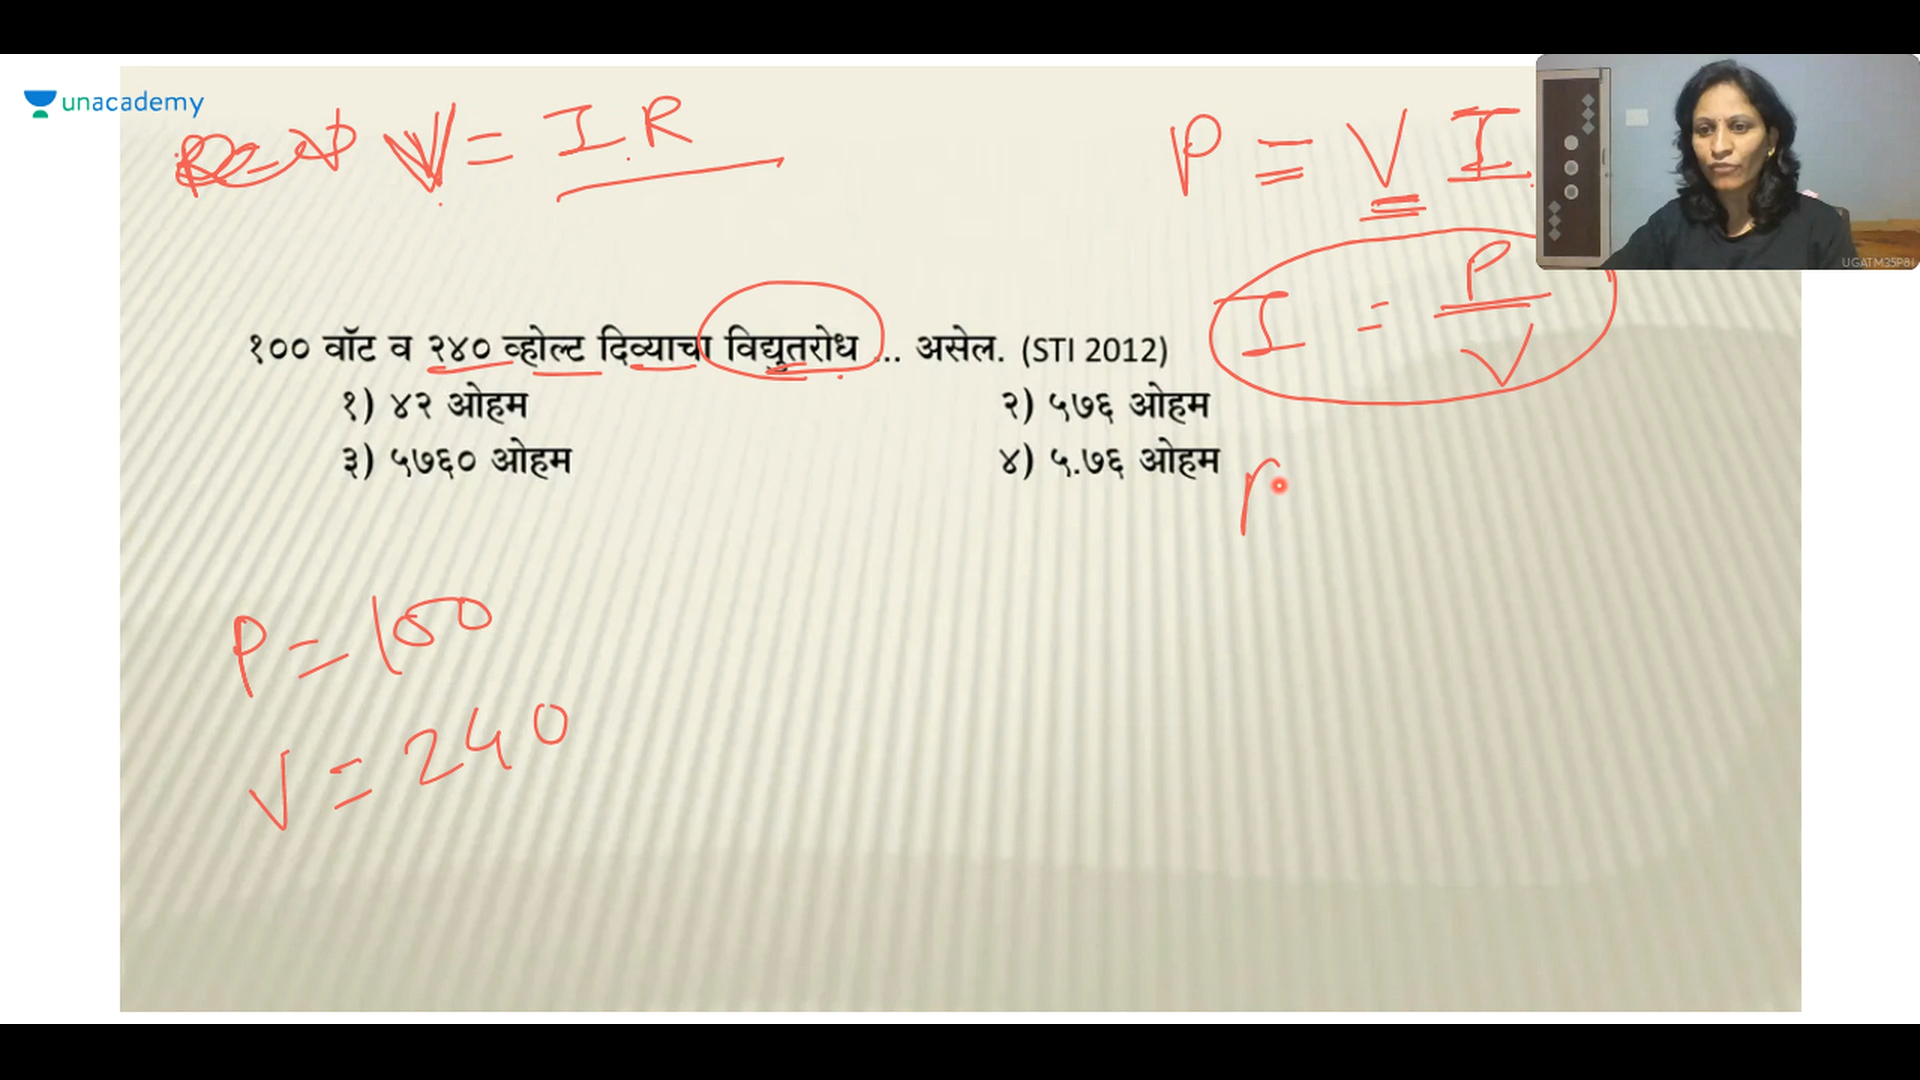 unacademy
V = I.R
P = V I
UGATM35P8I
I = P / V
१०० वॉट व २४० व्होल्ट दिव्याचा विद्युतरोध ... असेल. (STI 2012)
१) ४२ ओहम
२) ५७६ ओहम
३) ५७६० ओहम
४) ५.७६ ओहम
P = 100
V = 240